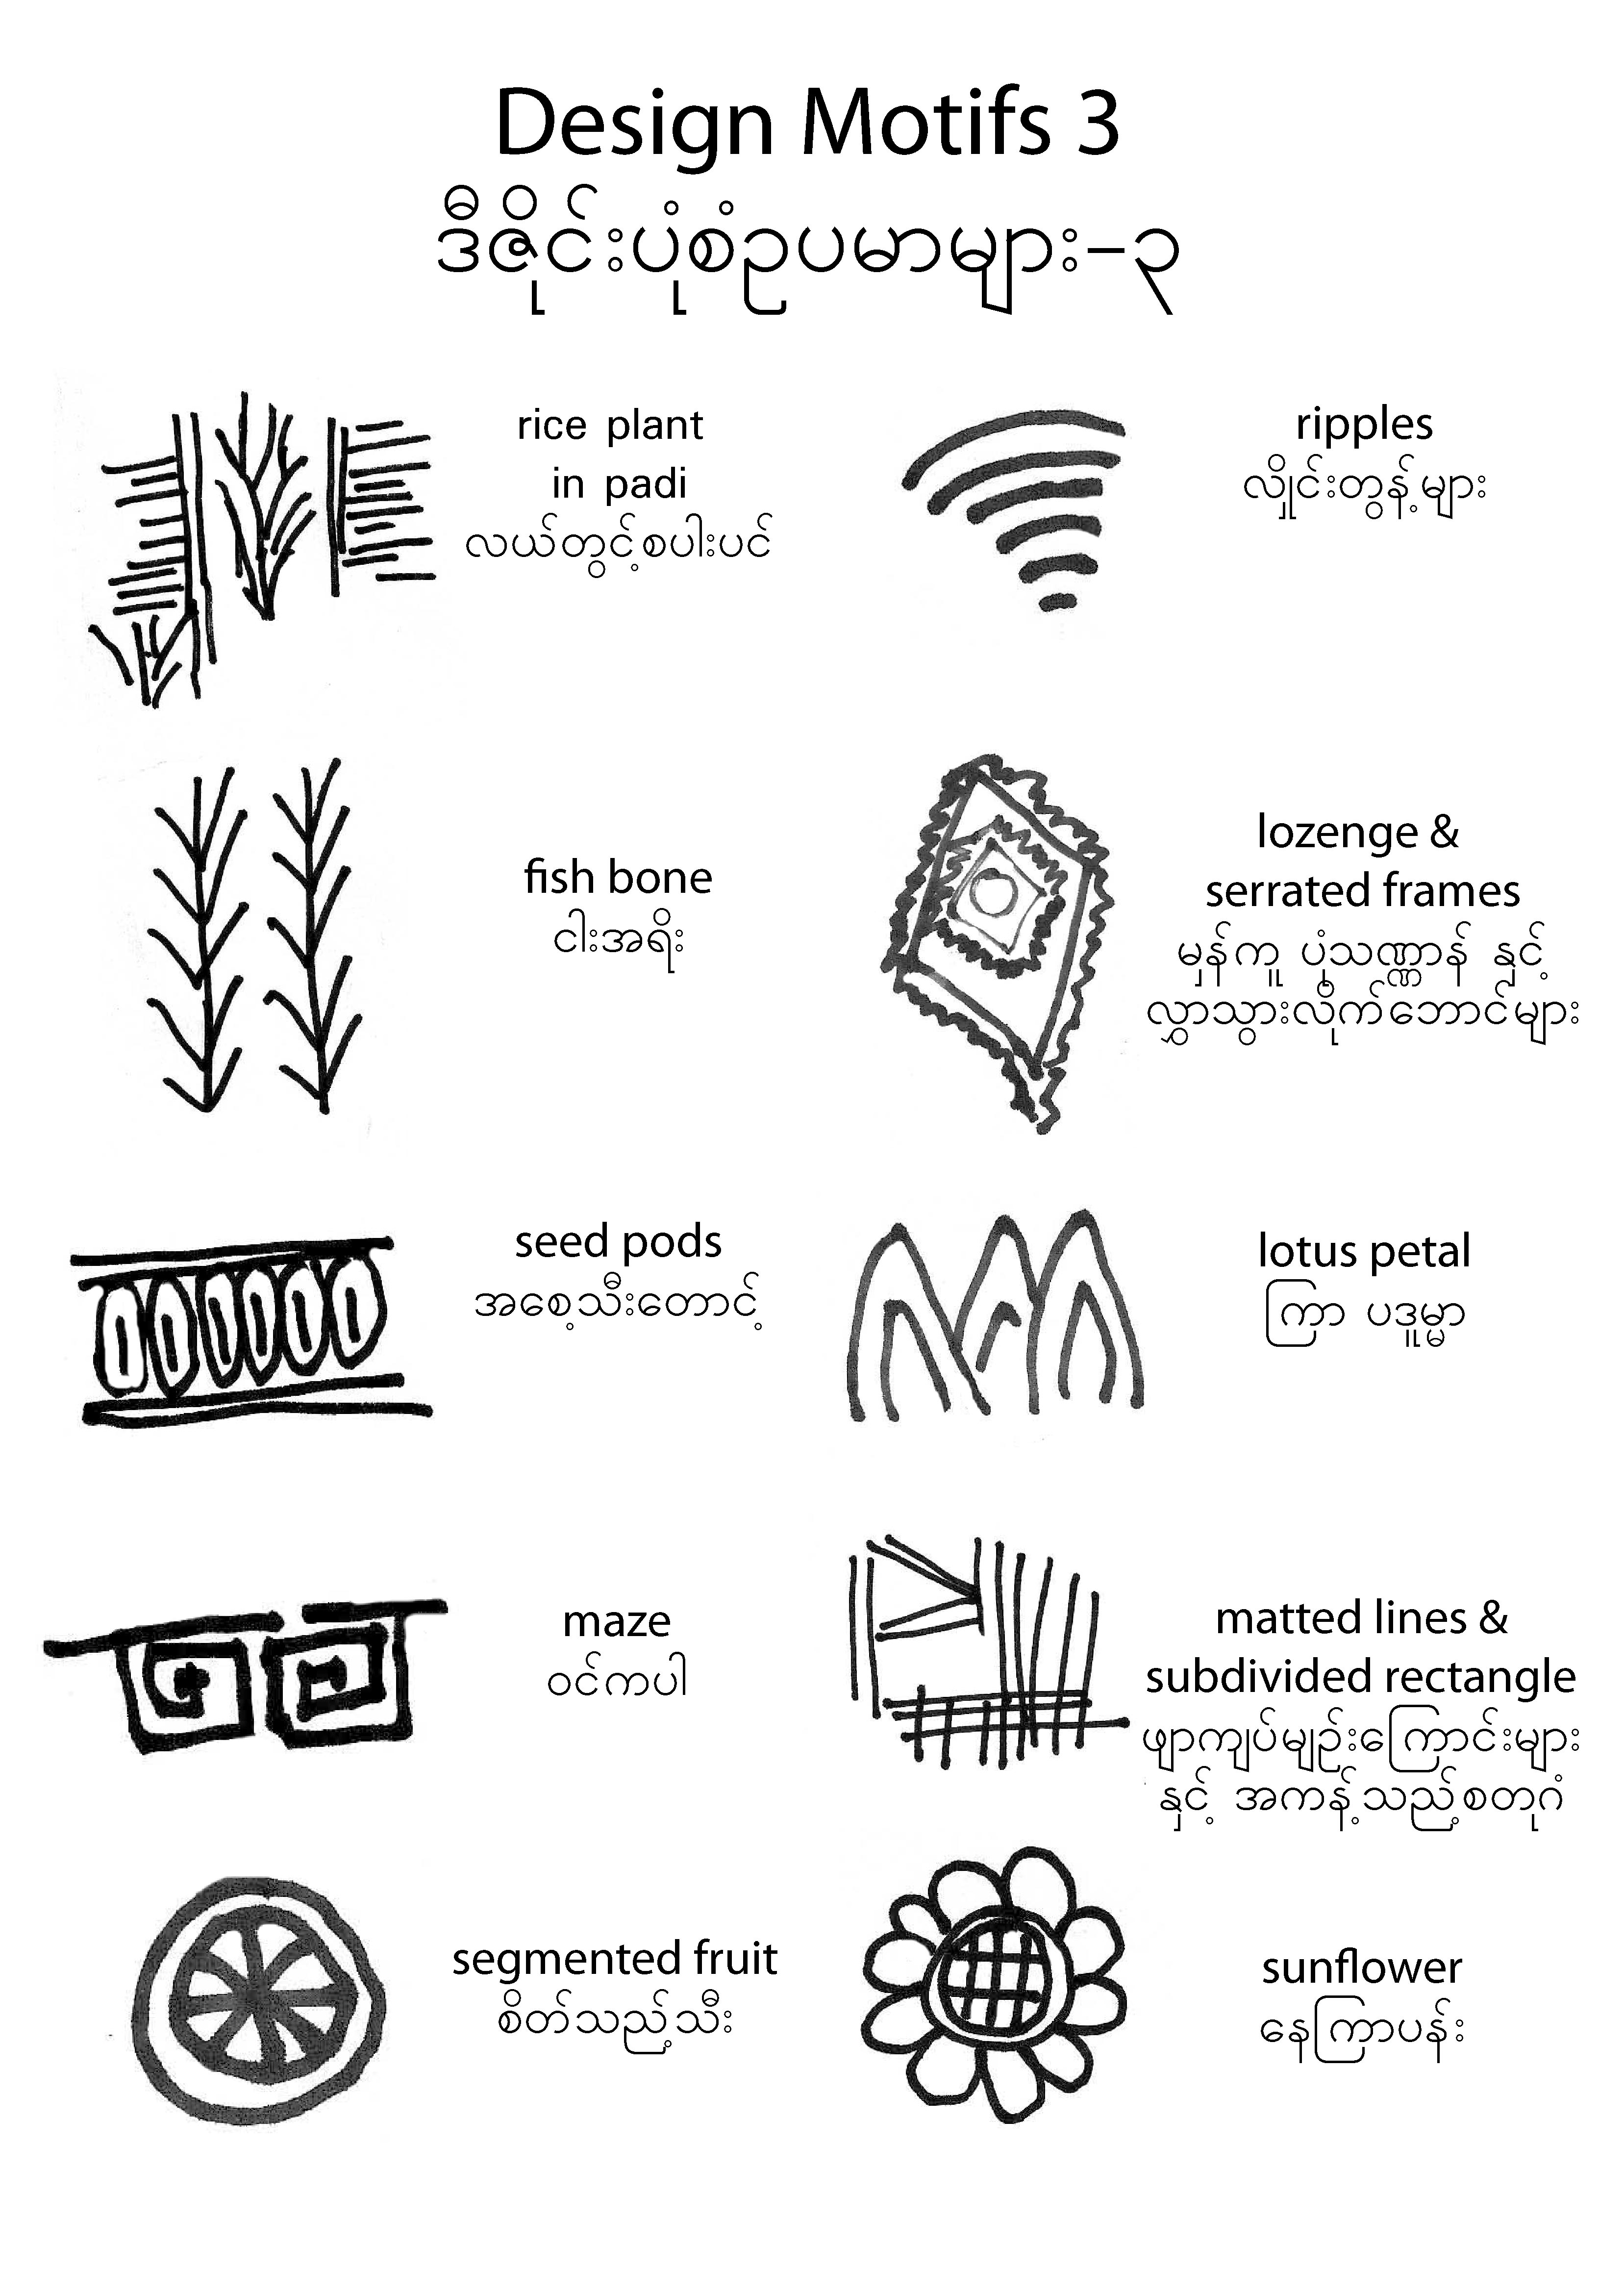 Design Motifs 3
ဒီဇိုင်းပုံစံဥပမာများ-၃
rice plant
in padi
လယ်တွင့်စပါးပင်
ripples
လှိုင်းတွန့်များ
fish bone
ငါးအရိုး
lozenge &
serrated frames
မှန်ကူ ပုံသဏ္ဏာန် နှင့်
လွှာသွားလိုက်ဘောင်များ
seed pods
အစေ့သီးတောင့်
lotus petal
ကြာ ပဒူမ္မာ
maze
ဝင်ကပါ
matted lines &
subdivided rectangle
ဖျာကျပ်မျဉ်းကြောင်းများ
နှင့် အကန့်သည့်စတုဂံ
segmented fruit
စိတ်သည့်သီး
sunflower
နေကြာပန်း